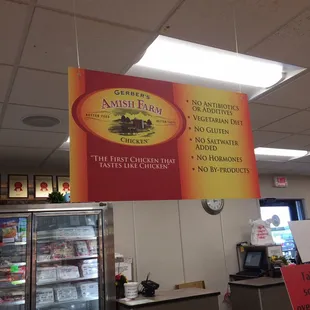 GERBER'S
AMISH FARM
CHICKEN
"THE FIRST CHICKEN THAT
TASTES LIKE CHICKEN"
• NO ANTIBIOTICS
OR ADDITIVES
• VEGETARIAN DIET
• NO GLUTEN
• NO SALTWATER
ADDED
• NO HORMONES
• NO BY-PRODUCTS